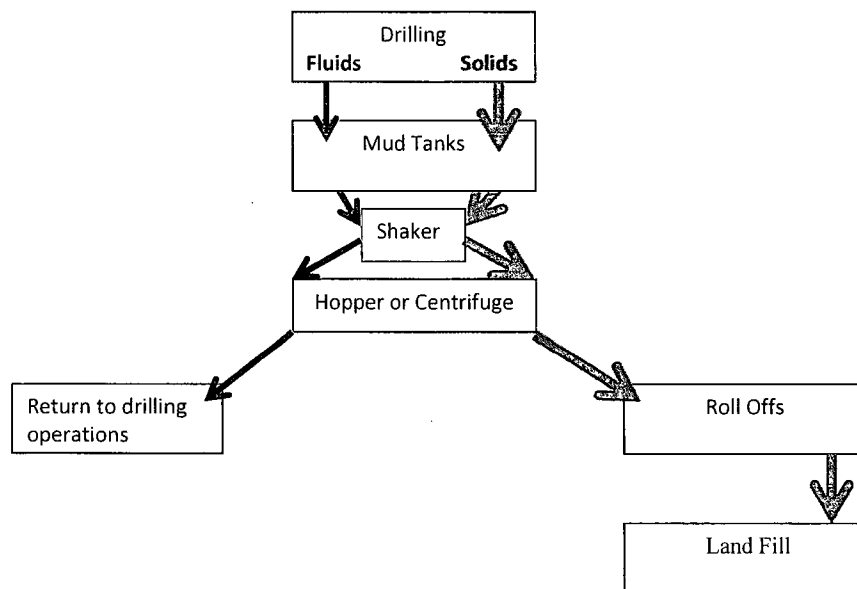 Drilling
Fluids Solids
Mud Tanks
Shaker
Hopper or Centrifuge
Return to drilling
operations
Roll Offs
Land Fill